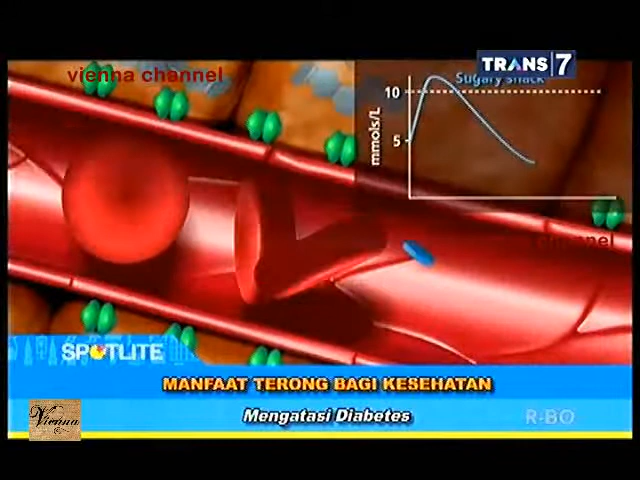 vienna channel
TRANS 7
Sugary snack
10
5
mmols/L
channel
SPOTLITE
MANFAAT TERONG BAGI KESEHATAN
Mengatasi Diabetes
R-BO
Vienna